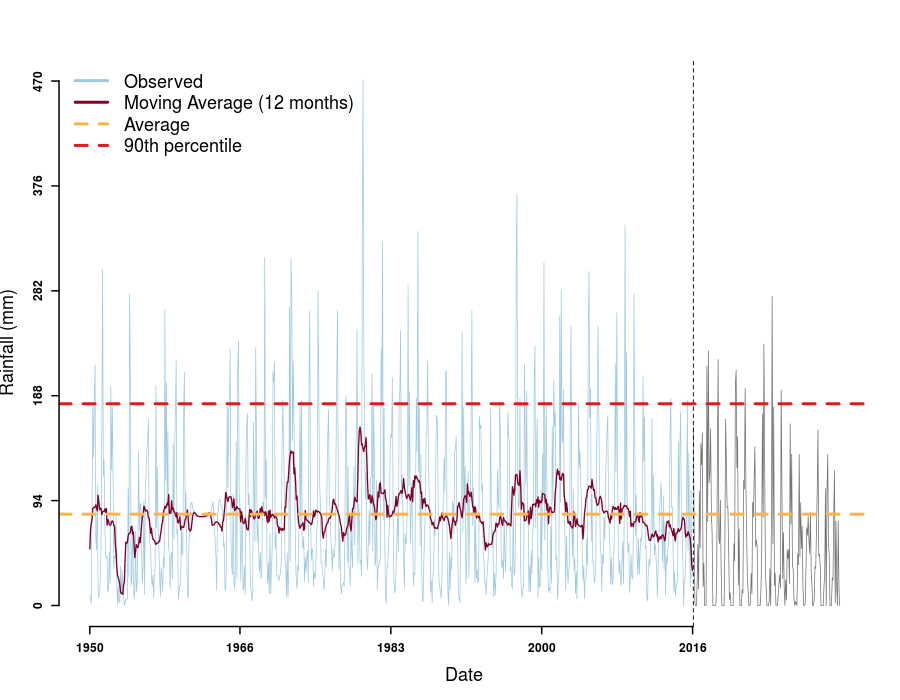 Observed
Moving Average (12 months)
Average
90th percentile
Rainfall (mm)
470
376
282
188
94
0
1950
1966
1983
2000
2016
Date